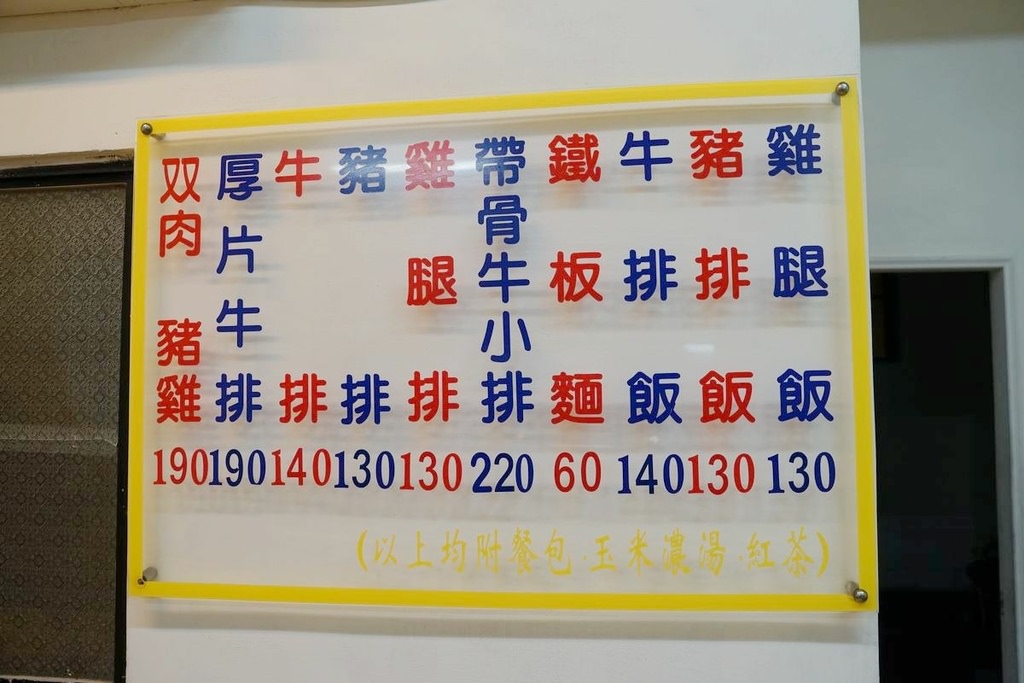 雞腿飯 130
豬排飯 130
牛排飯 140
鐵板麵 60
帶骨牛小排 220
雞腿排 130
豬排 130
牛排 140
厚片牛排 190
双肉 豬雞 190
(以上均附餐包.玉米濃湯.紅茶)